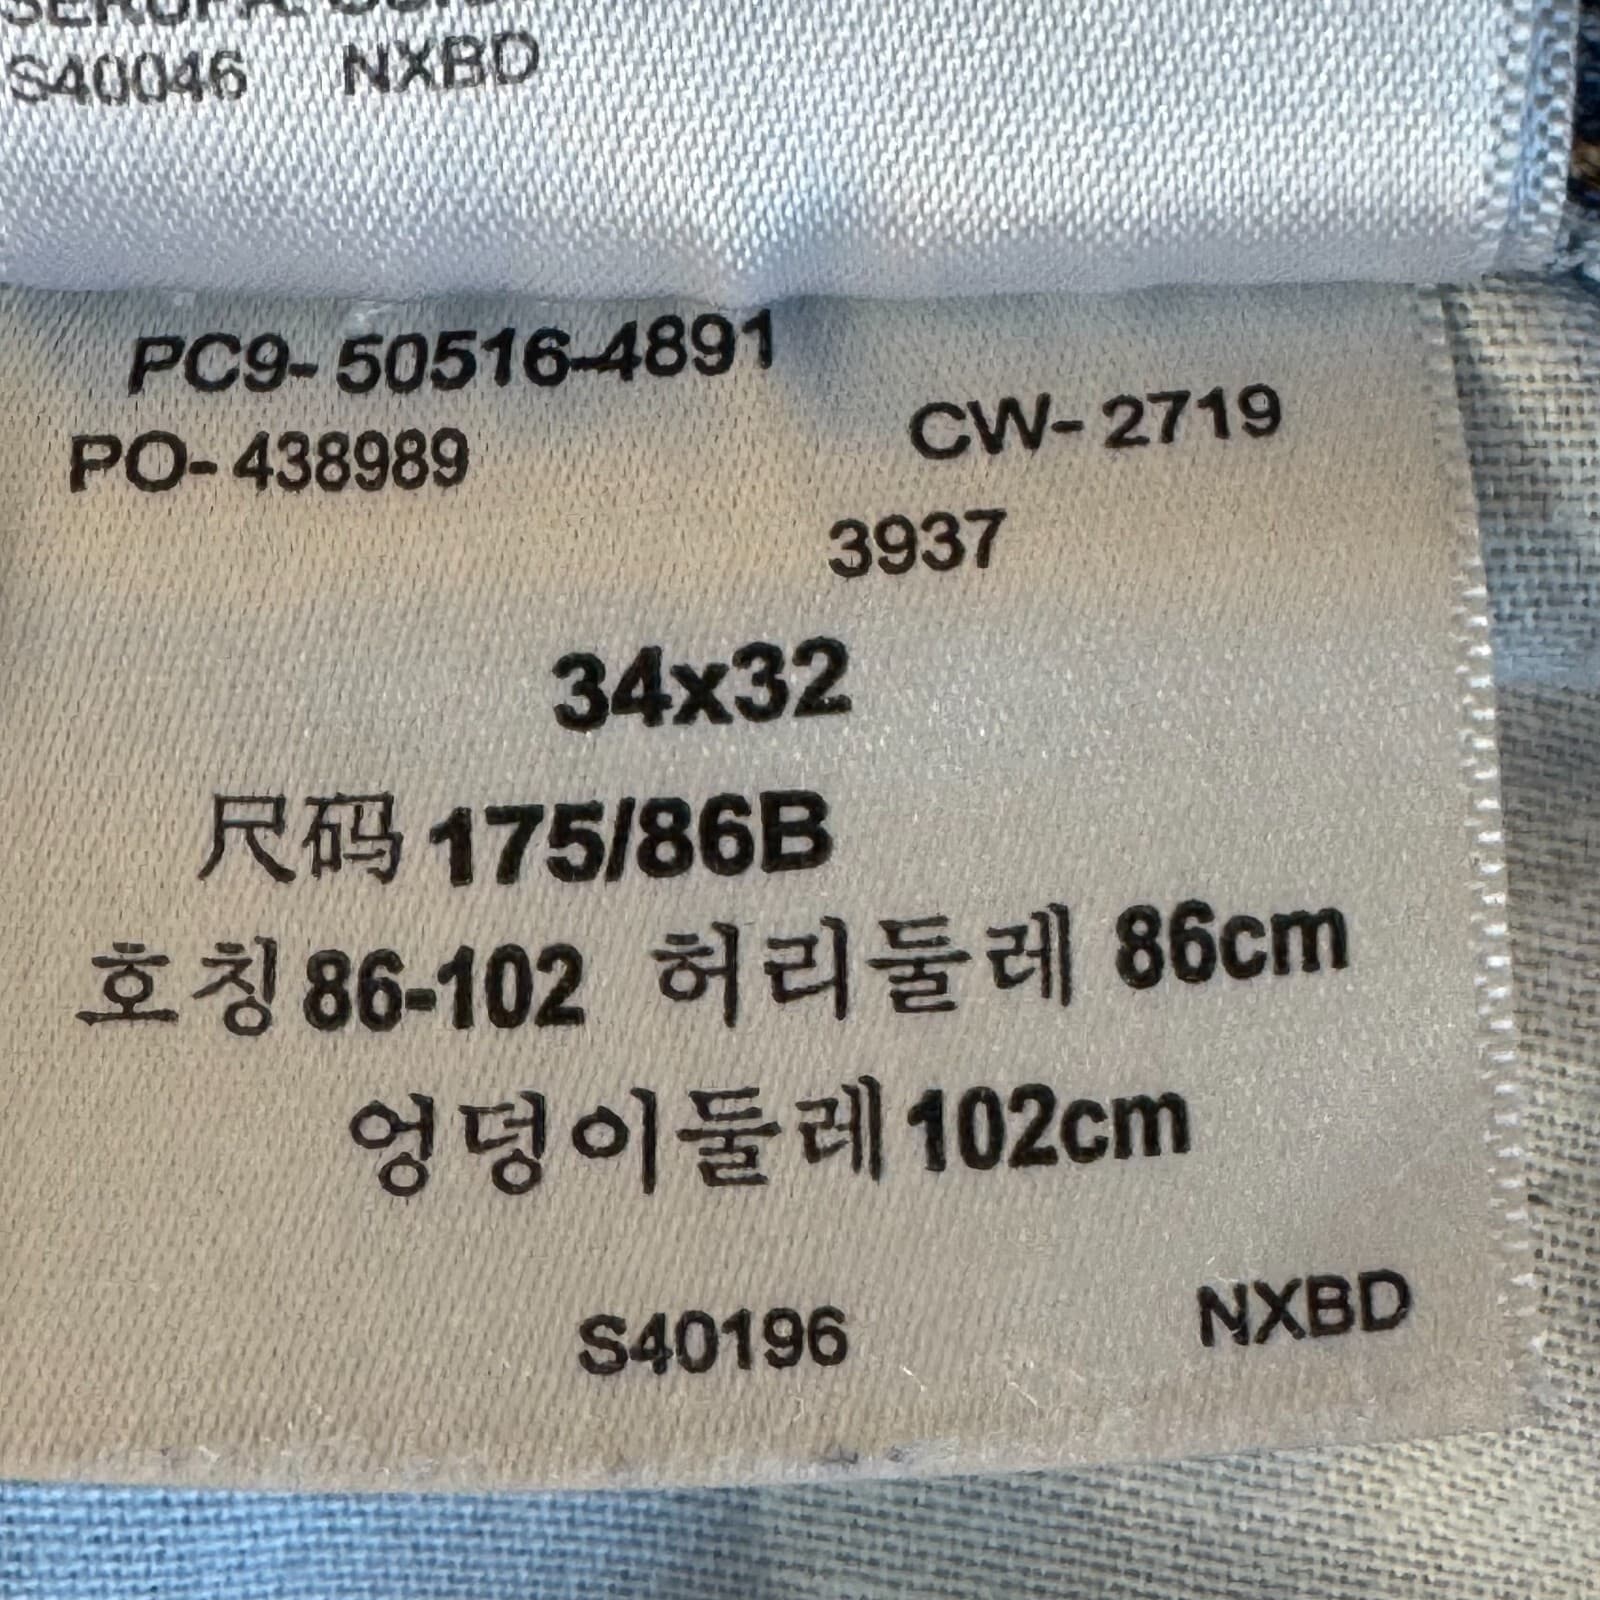 S40046 NXBD
PC9- 50516-4891
PO- 438989 CW- 2719
3937
34x32
尺码 175/86B
호칭 86-102 허리둘레 86cm
엉덩이둘레 102cm
S40196 NXBD